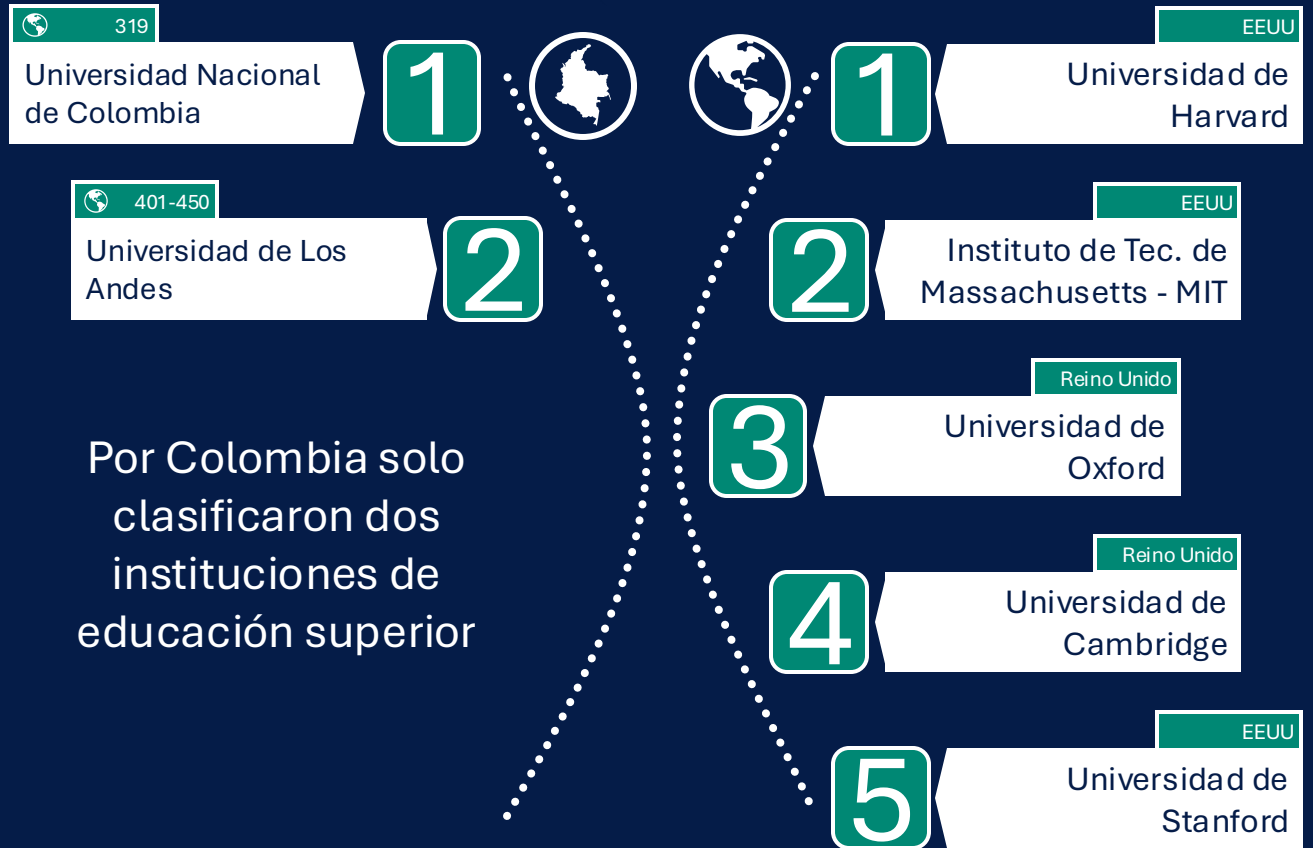 319
Universidad Nacional
de Colombia
1
401-450
Universidad de Los
Andes
2
Por Colombia solo
clasificaron dos
instituciones de
educación superior
EEUU
1
Universidad de
Harvard
EEUU
2
Instituto de Tec. de
Massachusetts - MIT
Reino Unido
3
Universidad de
Oxford
Reino Unido
4
Universidad de
Cambridge
EEUU
5
Universidad de
Stanford